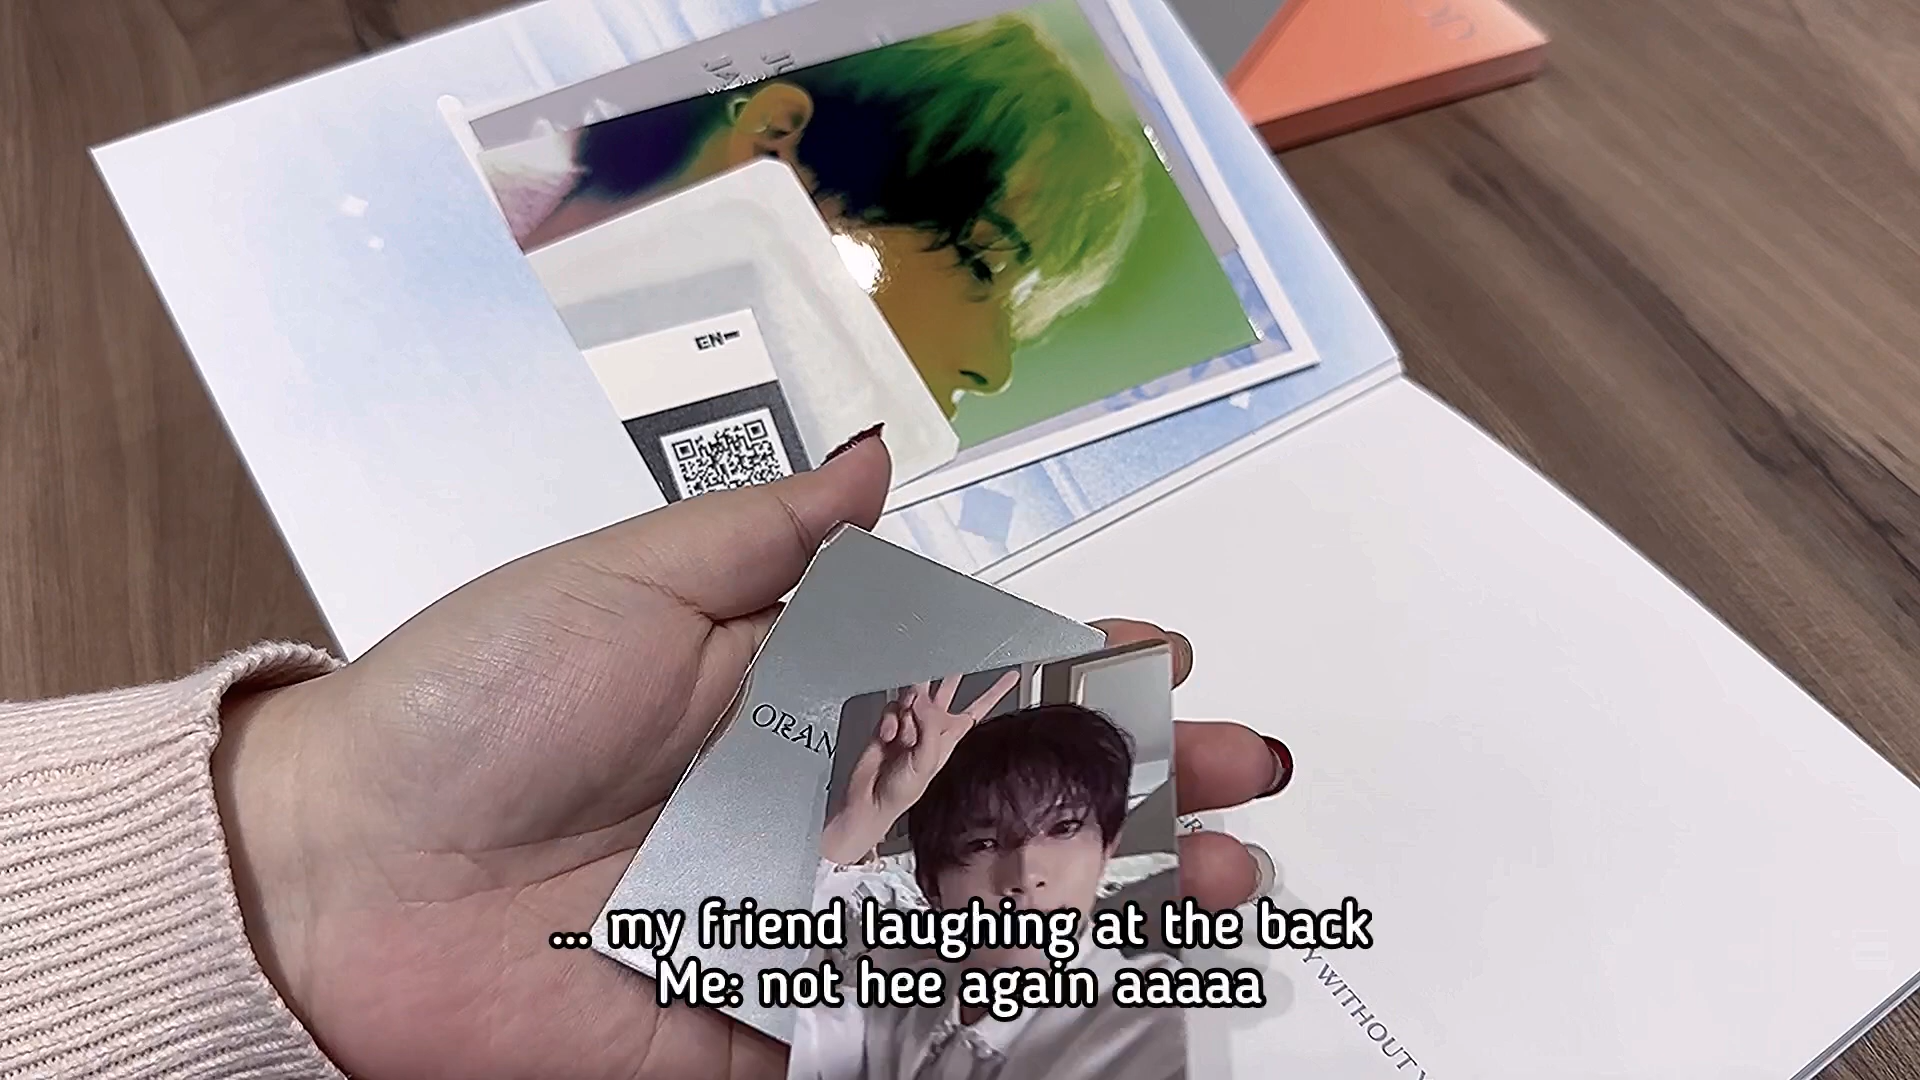 EN-
ORAN
Y WITHOUT
... my friend laughing at the back
Me: not hee again aaaaa